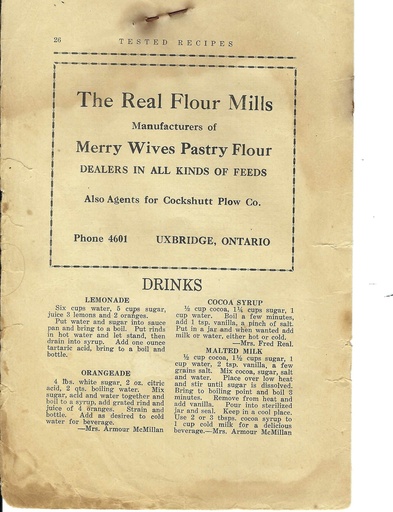 26
TESTED RECIPES
The Real Flour Mills
Manufacturers of
Merry Wives Pastry Flour
DEALERS IN ALL KINDS OF FEEDS
Also Agents for Cockshutt Plow Co.
Phone 4601 UXBRIDGE, ONTARIO
DRINKS
LEMONADE
Six cups water, 5 cups sugar,
juice 3 lemons and 2 oranges.
Put water and sugar into sauce
pan and bring to a boil. Put rinds
in hot water and let stand, then
drain into syrup. Add one ounce
tartaric acid, bring to a boil and
bottle.
ORANGEADE
4 lbs. white sugar, 2 oz. citric
acid, 2 qts. boiling water. Mix
sugar, acid and water together and
boil to a syrup, add grated rind and
juice of 4 oranges. Strain and
bottle. Add as desired to cold
water for beverage.
—Mrs. Armour McMillan
COCOA SYRUP
½ cup cocoa, 1¼ cups sugar, 1
cup water. Boil a few minutes,
add 1 tsp. vanilla, a pinch of salt.
Put in a jar and when wanted add
milk or water, either hot or cold.
—Mrs. Fred Real.
MALTED MILK
½ cup cocoa, 1½ cups sugar, 1
cup water, 2 tsp. vanilla, a few
grains salt. Mix cocoa, sugar, salt
and water. Place over low heat
and stir until sugar is dissolved.
Bring to boiling point and boil 3
minutes. Remove from heat and
add vanilla. Pour into sterilized
jar and seal. Keep in a cool place.
Use 2 or 3 tbsps. cocoa syrup to
1 cup cold milk for a delicious
beverage.—Mrs. Armour McMillan